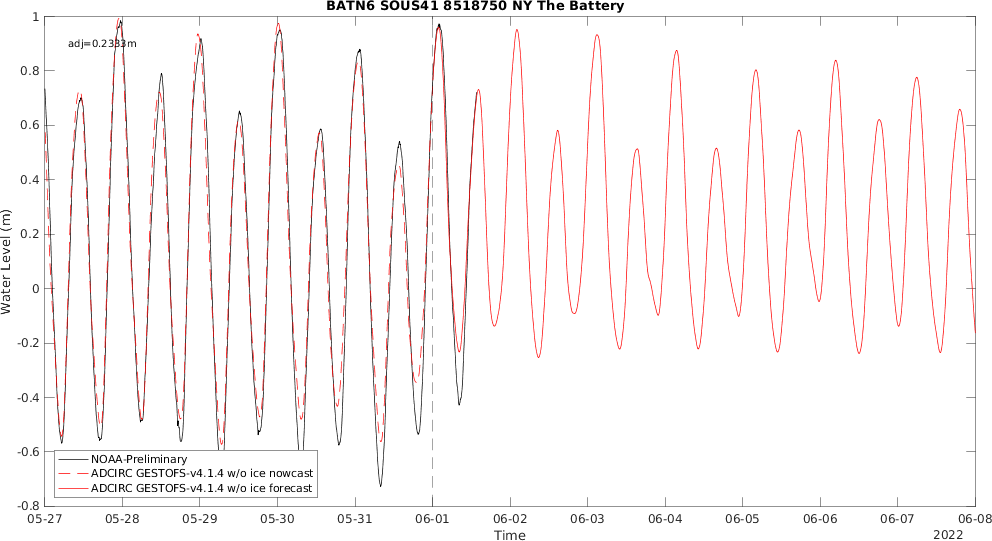 BATN6 SOUS41 8518750 NY The Battery
adj=0.2333m
Water Level (m)
1
0.8
0.6
0.4
0.2
0
-0.2
-0.4
-0.6
-0.8
NOAA-Preliminary
ADCIRC GESTOFS-v4.1.4 w/o ice nowcast
ADCIRC GESTOFS-v4.1.4 w/o ice forecast
05-27 05-28 05-29 05-30 05-31 06-01 06-02 06-03 06-04 06-05 06-06 06-07 06-08
Time
2022